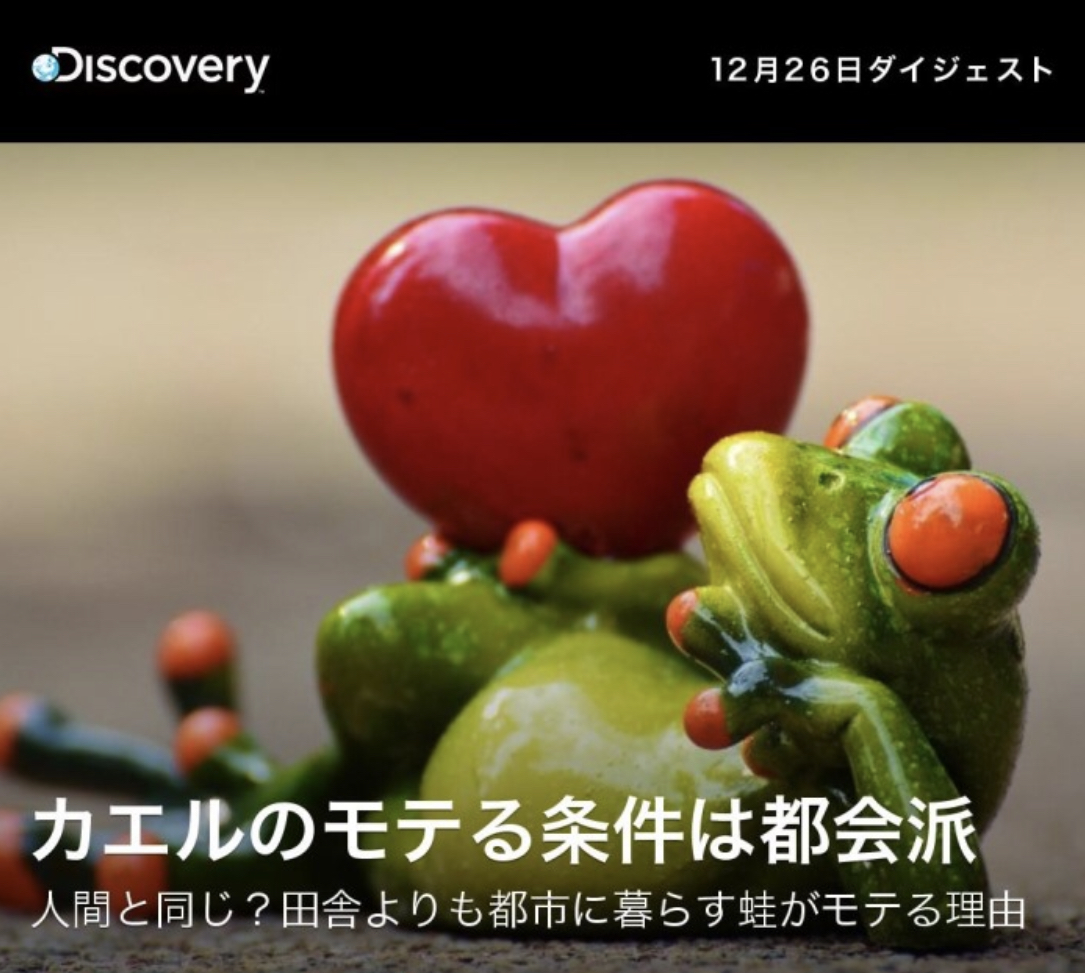 Discovery
12月26日ダイジェスト
カエルのモテる条件は都会派
人間と同じ？田舎よりも都市に暮らす蛙がモテる理由